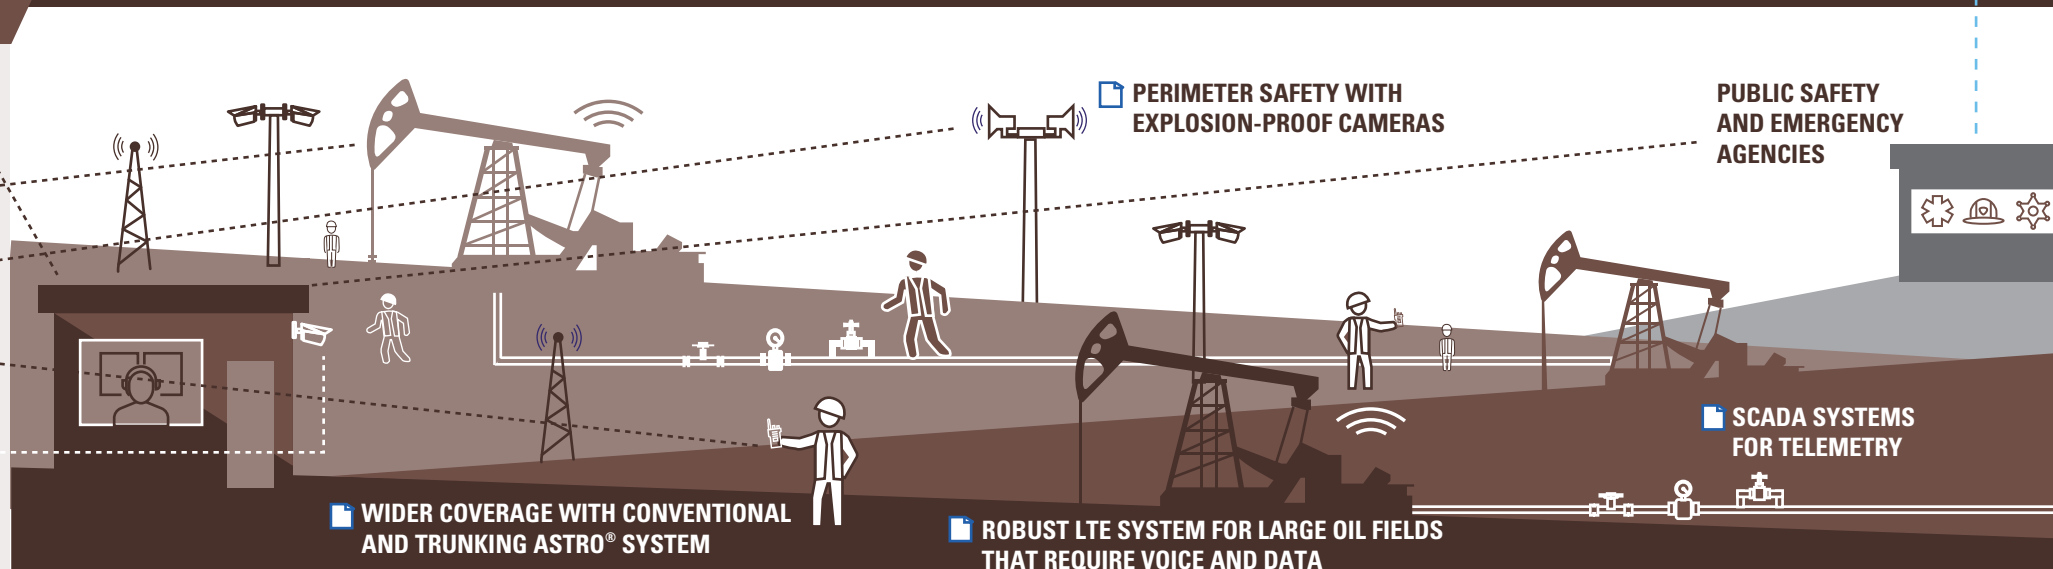 PERIMETER SAFETY WITH
EXPLOSION-PROOF CAMERAS
PUBLIC SAFETY
AND EMERGENCY
AGENCIES
SCADA SYSTEMS
FOR TELEMETRY
WIDER COVERAGE WITH CONVENTIONAL
AND TRUNKING ASTRO® SYSTEM
ROBUST LTE SYSTEM FOR LARGE OIL FIELDS
THAT REQUIRE VOICE AND DATA